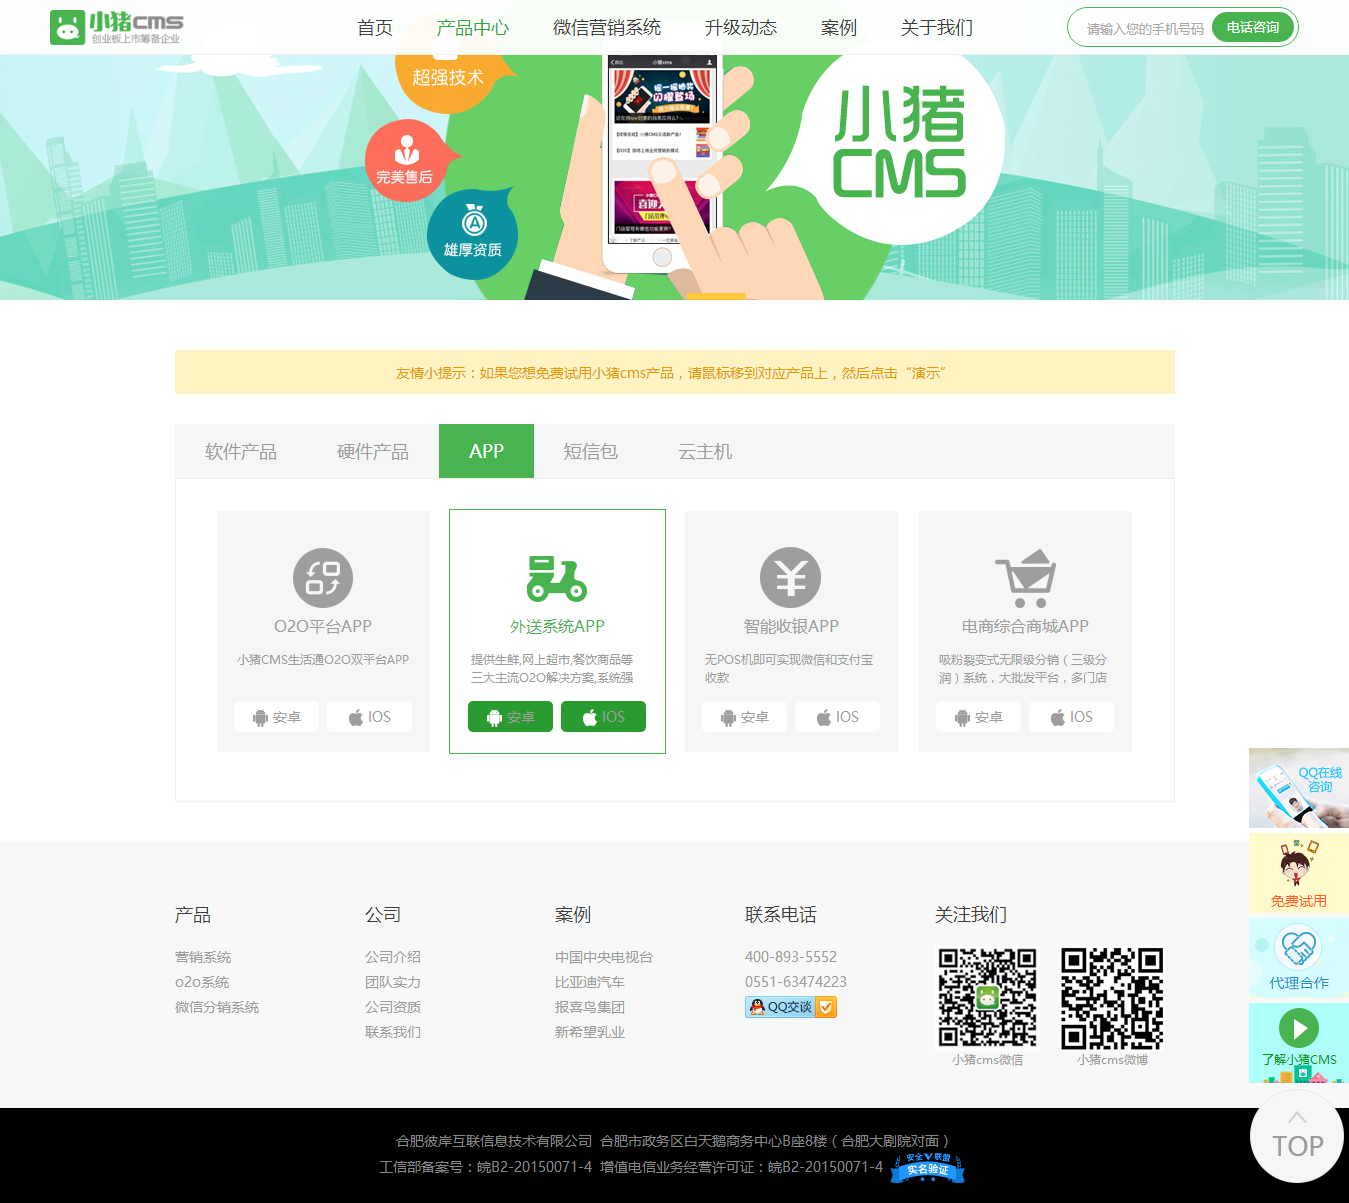 小猪CMS
创业板上市筹备企业
首页 产品中心 微信营销系统 升级动态 案例 关于我们
请输入您的手机号码 电话咨询
超强技术
完美售后
雄厚资质
小猪cms
摇一摇抽奖
闪耀登场
小猪
CMS
友情小提示：如果您想免费试用小猪cms产品，请鼠标移到对应产品上，然后点击“演示”
软件产品 硬件产品 APP 短信包 云主机
O2O平台APP
小猪CMS生活通O2O双平台APP
安卓 IOS
外送系统APP
提供生鲜,网上超市,餐饮商品等
三大主流O2O解决方案,系统强
安卓 IOS
智能收银APP
无POS机即可实现微信和支付宝
收款
安卓 IOS
电商综合商城APP
吸粉裂变式无限级分销（三级分
润）系统，大批发平台，多门店
安卓 IOS
QQ在线
咨询
免费试用
代理合作
了解小猪CMS
TOP
产品
营销系统
o2o系统
微信分销系统
公司
公司介绍
团队实力
公司资质
联系我们
案例
中国中央电视台
比亚迪汽车
报喜鸟集团
新希望乳业
联系电话
400-893-5552
0551-63474223
QQ交谈
关注我们
小猪cms微信
小猪cms微博
合肥彼岸互联信息技术有限公司 合肥市政务区白天鹅商务中心B座8楼（合肥大剧院对面）
工信部备案号：皖B2-20150071-4 增值电信业务经营许可证：皖B2-20150071-4
安全V联盟
实名验证